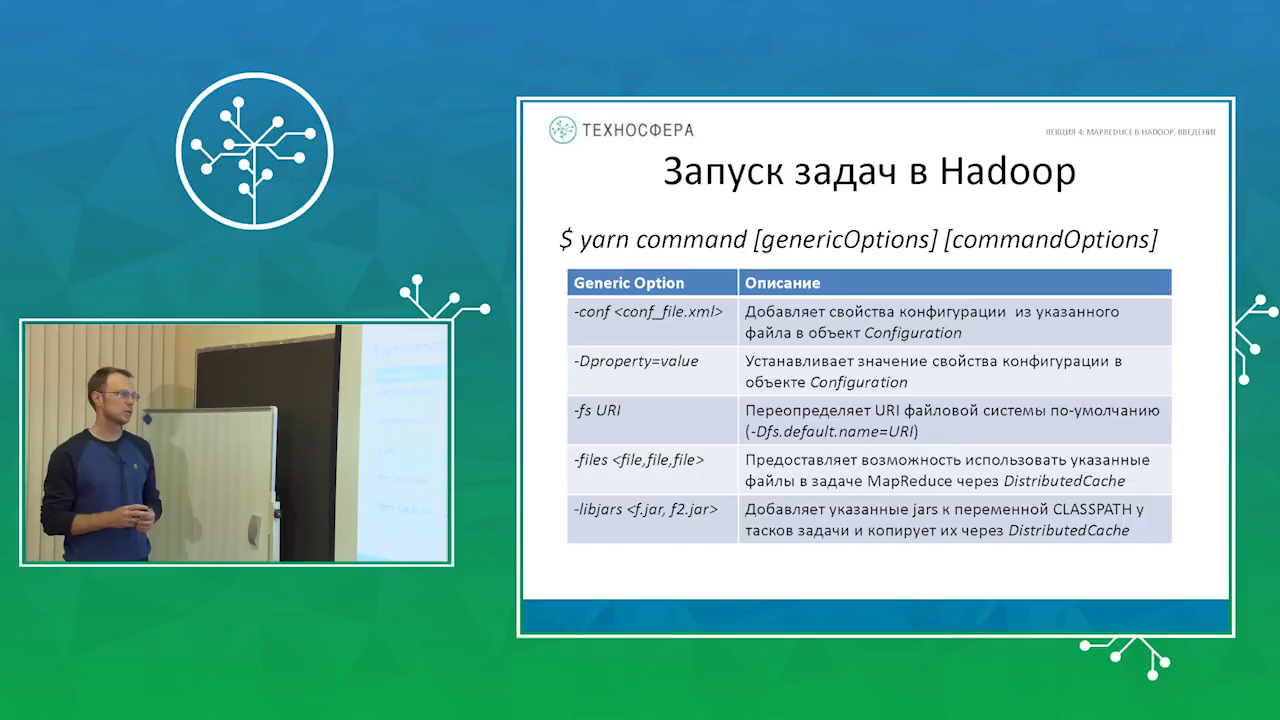 ТЕХНОСФЕРА
ЛЕКЦИЯ 4: MAPREDUCE В HADOOP, ВВЕДЕНИЕ
Запуск задач в Hadoop
$ yarn command [genericOptions] [commandOptions]
Generic Option Описание
-conf <conf_file.xml> Добавляет свойства конфигурации из указанного
файла в объект Configuration
-Dproperty=value Устанавливает значение свойства конфигурации в
объекте Configuration
-fs URI Переопределяет URI файловой системы по-умолчанию
(-Dfs.default.name=URI)
-files <file,file,file> Предоставляет возможность использовать указанные
файлы в задаче MapReduce через DistributedCache
-libjars <f.jar, f2.jar> Добавляет указанные jars к переменной CLASSPATH у
тасков задачи и копирует их через DistributedCache